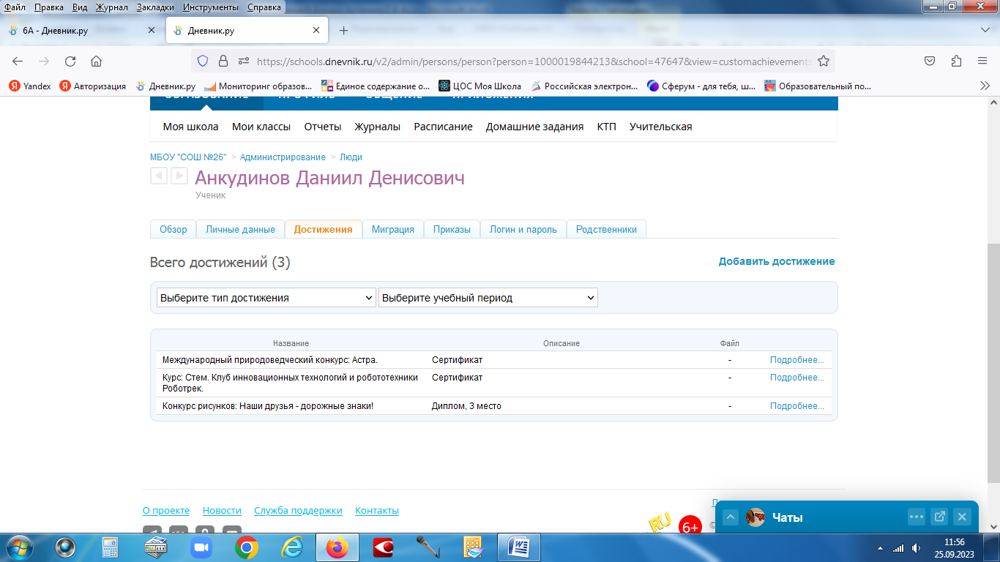 Файл Правка Вид Журнал Закладки Инструменты Справка
6А - Дневник.ру
Дневник.ру
https://schools.dnevnik.ru/v2/admin/persons/person?person=1000019844213&school=47647&view=customachievements
Yandex Авторизация Дневник.ру Мониторинг образов... Единое содержание о... ЦОС Моя Школа Российская электрон... Сферум - для тебя, ш... Образовательный по...
ОБРАЗОВАНИЕ ПРОФИЛЬ ОБЩЕНИЕ ПРИЛОЖЕНИЯ
Моя школа Мои классы Отчеты Журналы Расписание Домашние задания КТП Учительская
МБОУ "СОШ №26" > Администрирование > Люди
Анкудинов Даниил Денисович
Ученик
Обзор Личные данные Достижения Миграция Приказы Логин и пароль Родственники
Всего достижений (3) Добавить достижение
Выберите тип достижения Выберите учебный период
Название Описание Файл
Международный природоведческий конкурс: Астра. Сертификат - Подробнее...
Курс: Стем. Клуб инновационных технологий и робототехники Сертификат - Подробнее...
Роботрек.
Конкурс рисунков: Наши друзья - дорожные знаки! Диплом, 3 место - Подробнее...
О проекте Новости Служба поддержки Контакты
RU 6+ ©
Чаты
11:56
25.09.2023